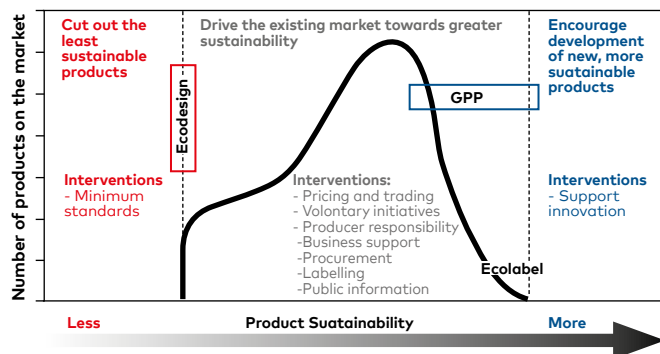 Number of products on the market
Cut out the
least
sustainable
products
Drive the existing market towards greater
sustainability
Encourage
development
of new, more
suatainable
products
Ecodesign
GPP
Interventions
- Minimum
standards
Interventions:
- Pricing and trading
- Volontary initiatives
- Producer responsibility
-Business support
-Procurement
-Labelling
-Public information
Interventions
- Support
innovation
Ecolabel
Less
Product Suatainability
More